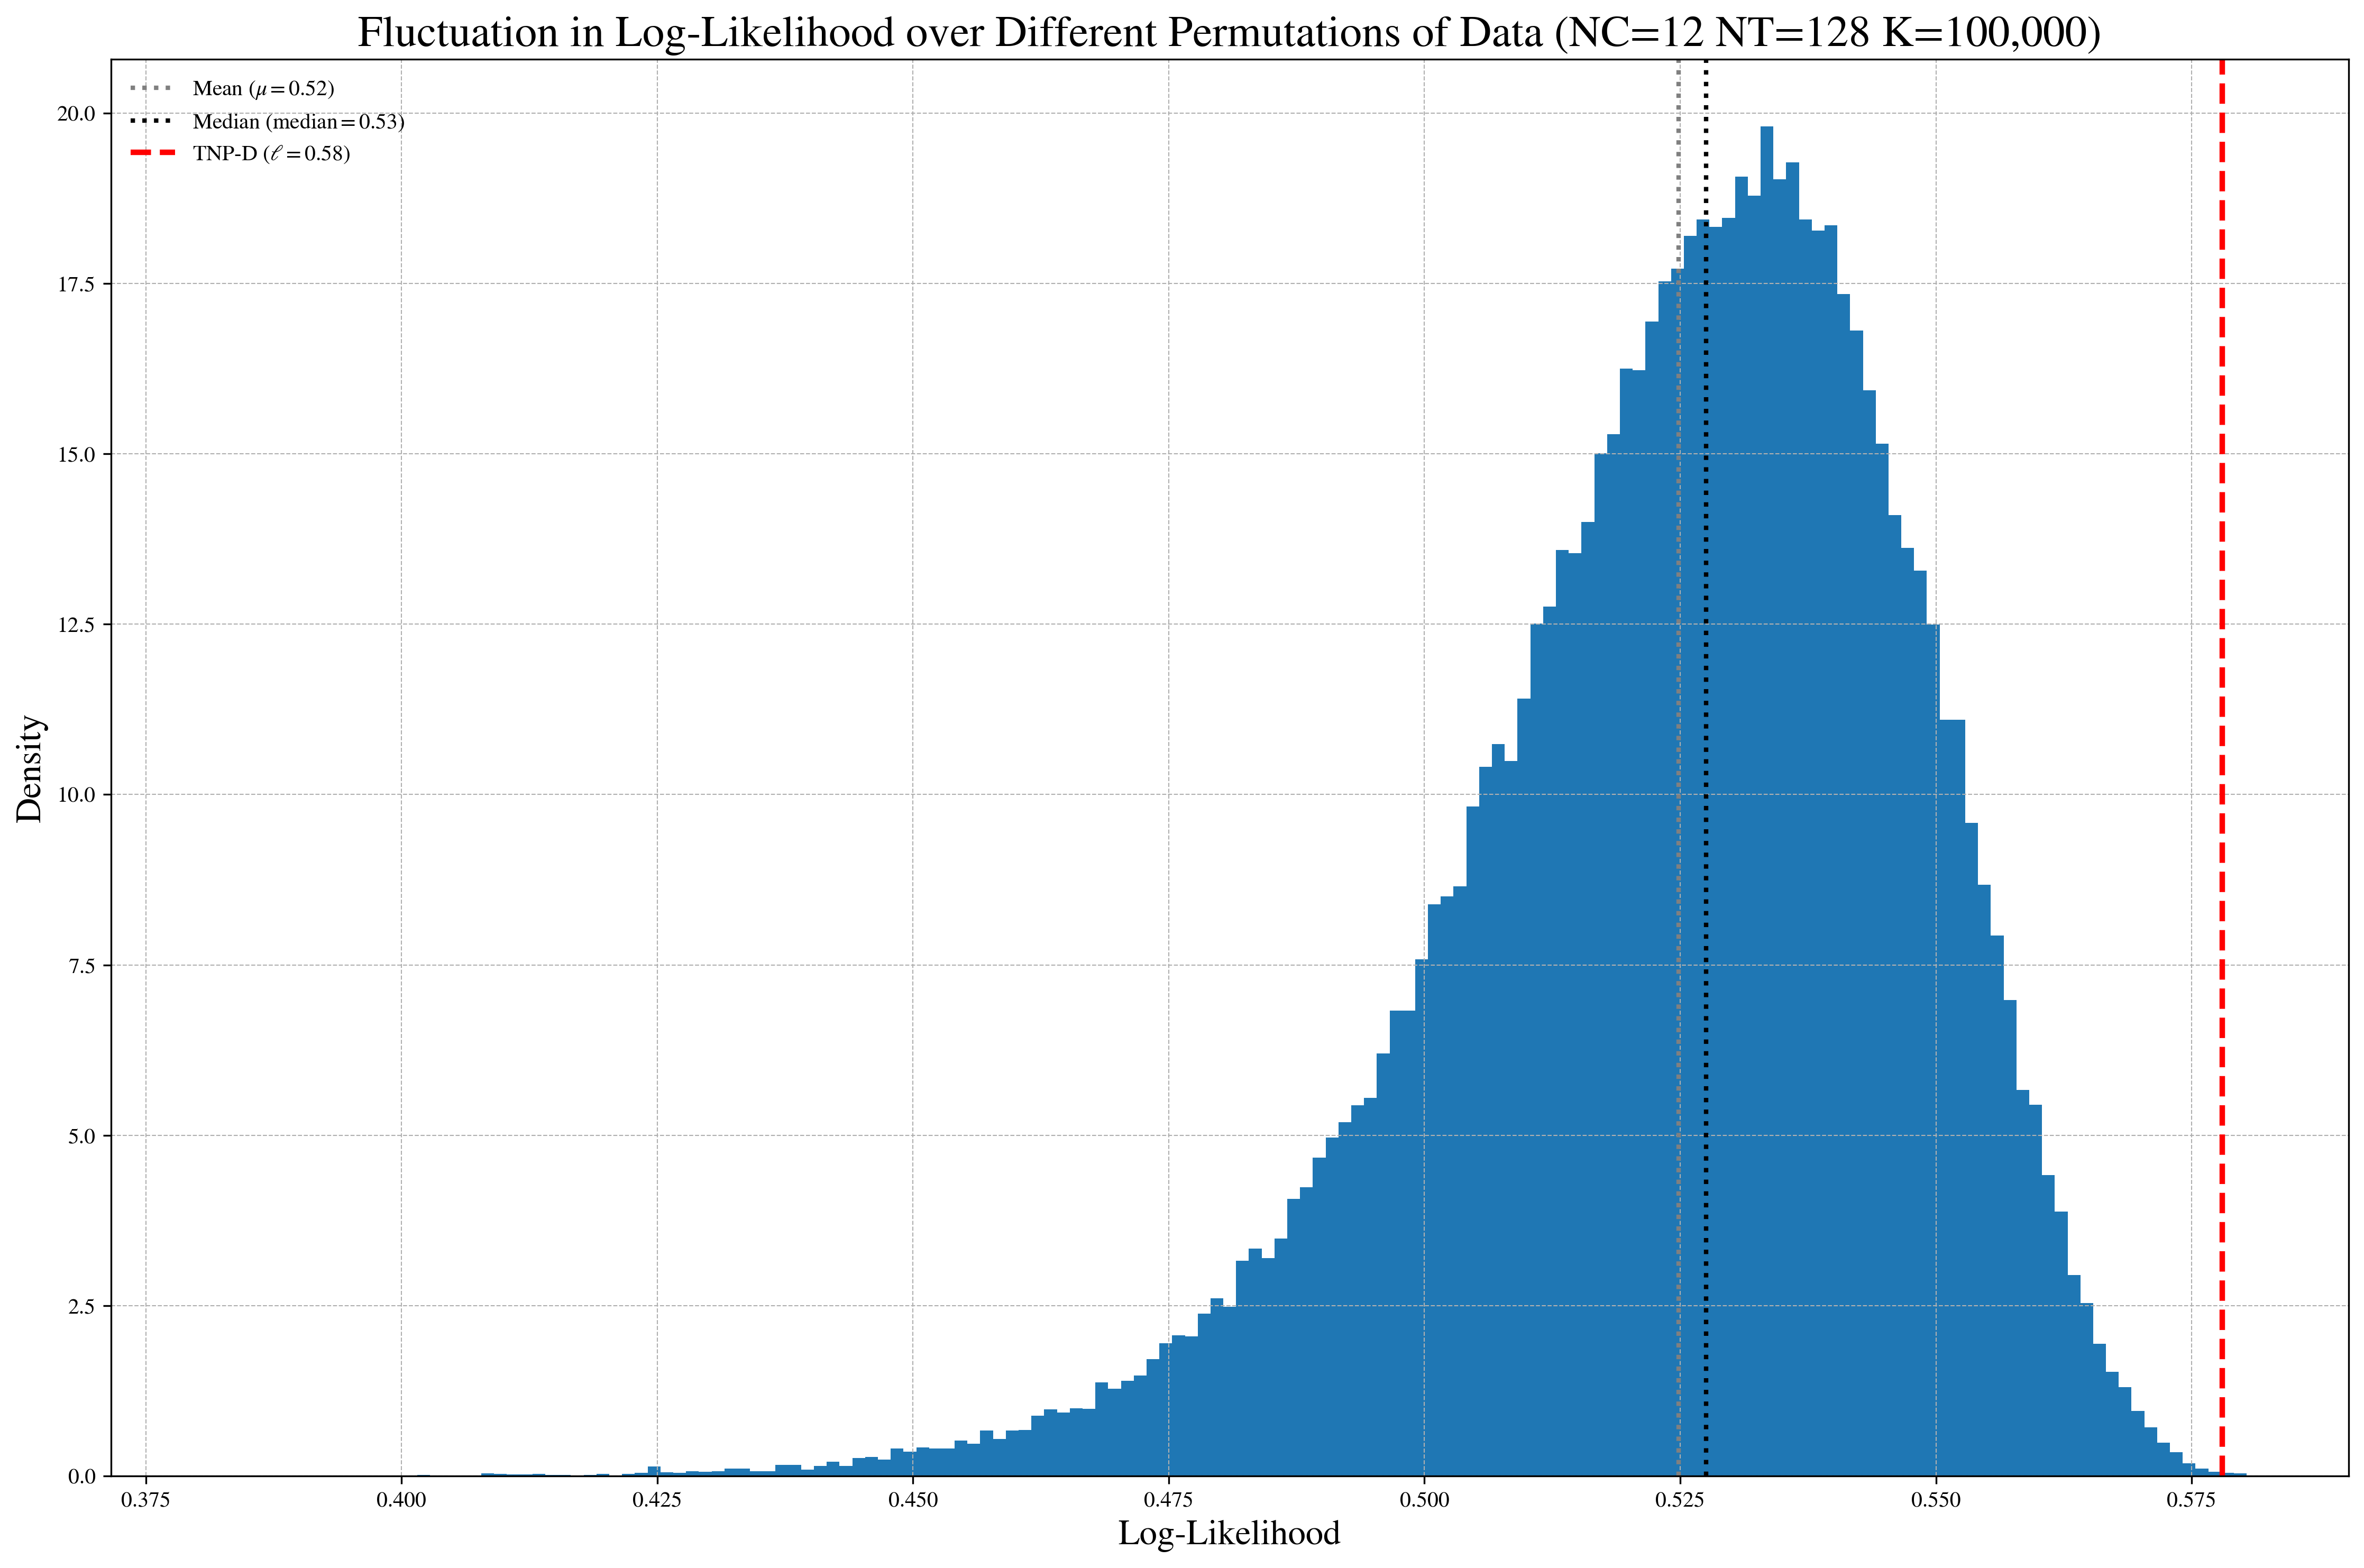 Fluctuation in Log-Likelihood over Different Permutations of Data (NC=12 NT=128 K=100,000)
Mean (μ = 0.52)
Median (median = 0.53)
TNP-D (ℓ = 0.58)
20.0
17.5
15.0
12.5
10.0
7.5
5.0
2.5
0.0
Density
0.375 0.400 0.425 0.450 0.475 0.500 0.525 0.550 0.575
Log-Likelihood